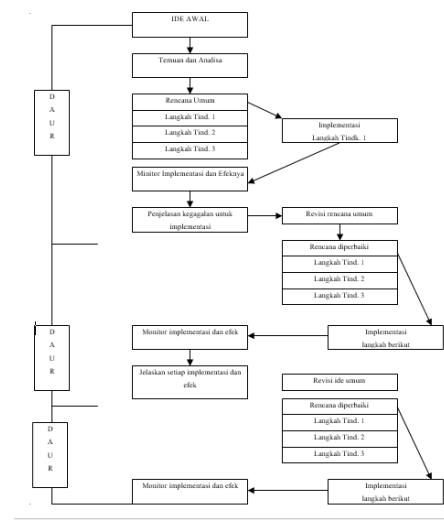 IDE AWAL
Temuan dan Analisa
D
A
U
R
Rencana Umum
Langkah Tind. 1
Langkah Tind. 2
Langkah Tind. 3
Implementasi
Langkah Tindk. 1
Minitor Implementasi dan Efeknya
Penjelasan kegagalan untuk
implementasi
Revisi rencana umum
Rencana diperbaiki
Langkah Tind. 1
Langkah Tind. 2
Langkah Tind. 3
D
A
U
R
Monitor implementasi dan efek
Implementasi
langkah berikut
Jelaskan setiap implementasi dan
efek
Revisi ide umum
Rencana diperbaiki
Langkah Tind. 1
Langkah Tind. 2
Langkah Tind. 3
D
A
U
R
Monitor implementasi dan efek
Implementasi
langkah berikut